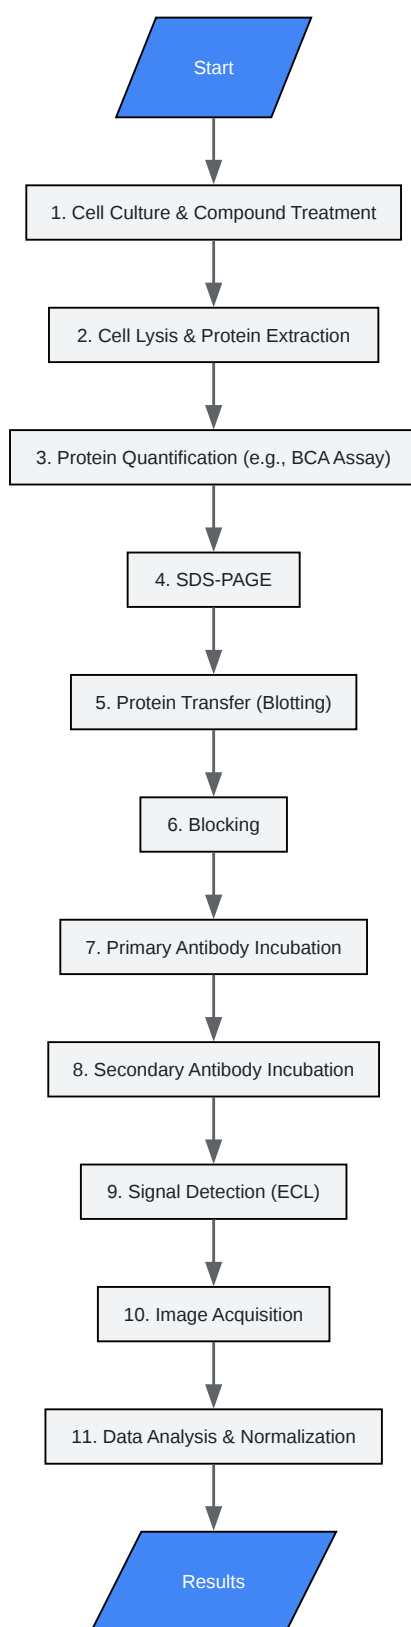 Start
1. Cell Culture & Compound Treatment
2. Cell Lysis & Protein Extraction
3. Protein Quantification (e.g., BCA Assay)
4. SDS-PAGE
5. Protein Transfer (Blotting)
6. Blocking
7. Primary Antibody Incubation
8. Secondary Antibody Incubation
9. Signal Detection (ECL)
10. Image Acquisition
11. Data Analysis & Normalization
Results